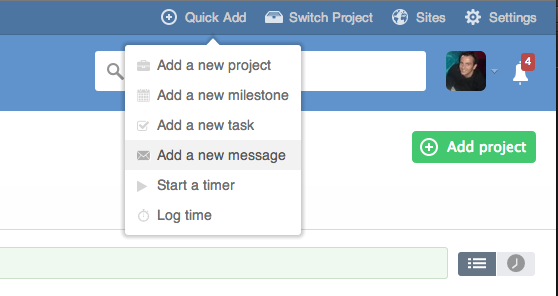 Quick Add
Switch Project
Sites
Settings
Add a new project
Add a new milestone
Add a new task
Add a new message
Start a timer
Log time
4
Add project